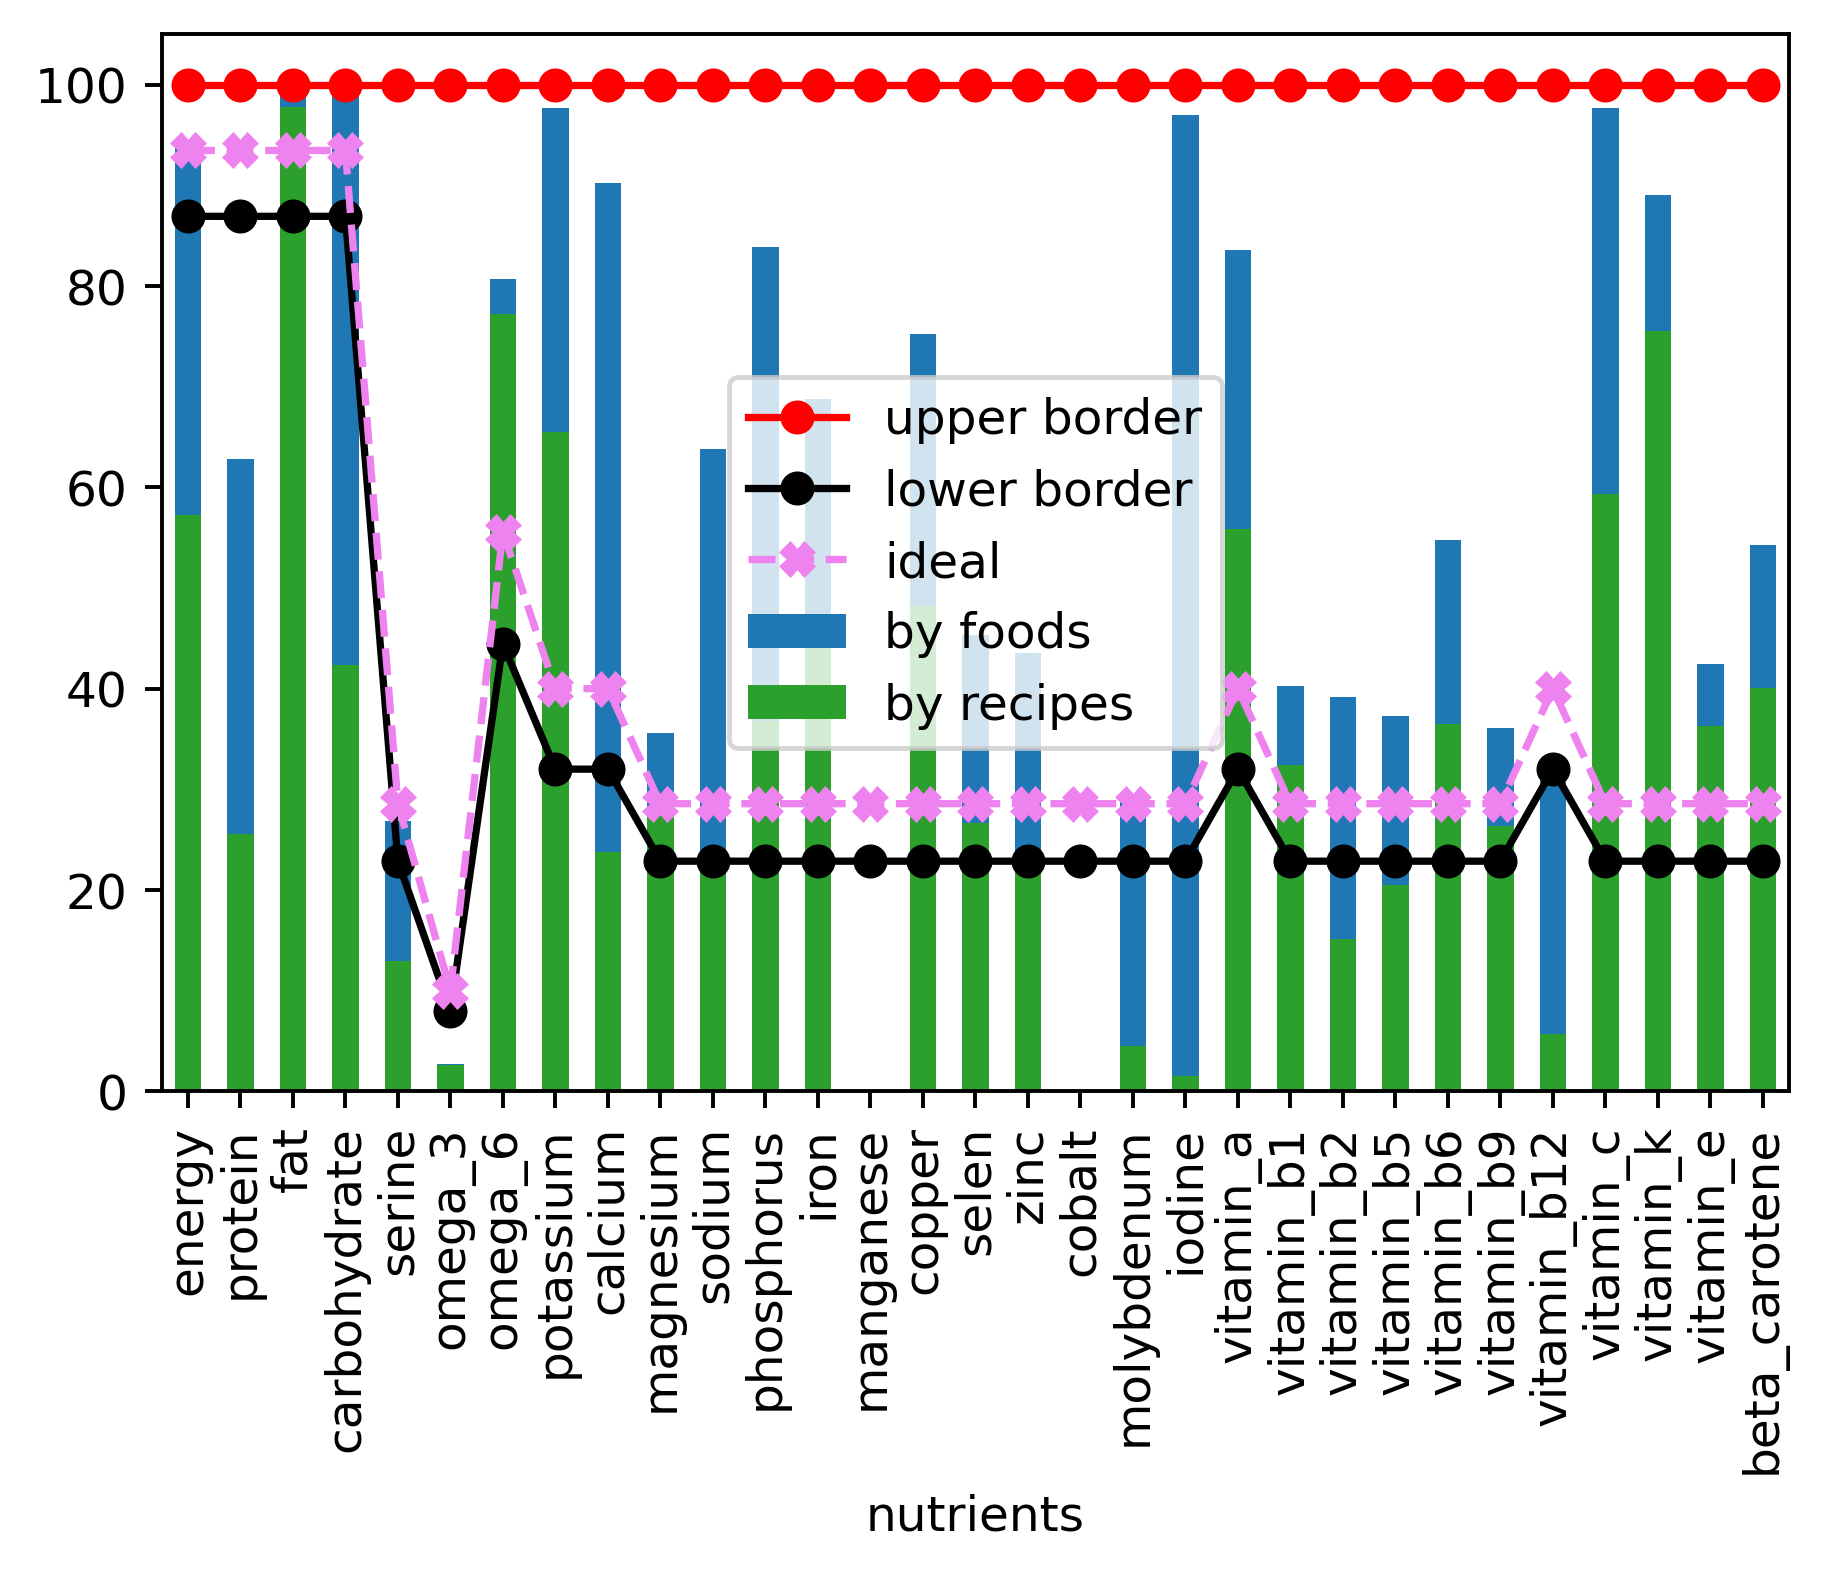 100
80
60
40
20
0
upper border
lower border
ideal
by foods
by recipes
energy
protein
fat
carbohydrate
serine
omega_3
omega_6
potassium
calcium
magnesium
sodium
phosphorus
iron
manganese
copper
selen
zinc
cobalt
molybdenum
iodine
vitamin_a
vitamin_b1
vitamin_b2
vitamin_b5
vitamin_b6
vitamin_b9
vitamin_b12
vitamin_c
vitamin_k
vitamin_e
beta_carotene
nutrients